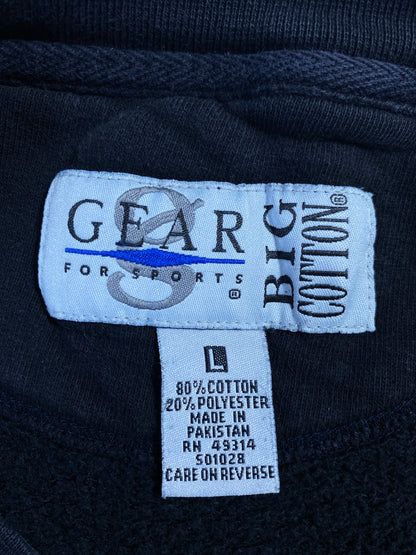 g
GEAR
FOR SPORTS
®
BIG
COTTON®
L
80% COTTON
20% POLYESTER
MADE IN
PAKISTAN
RN 49314
S01028
CARE ON REVERSE